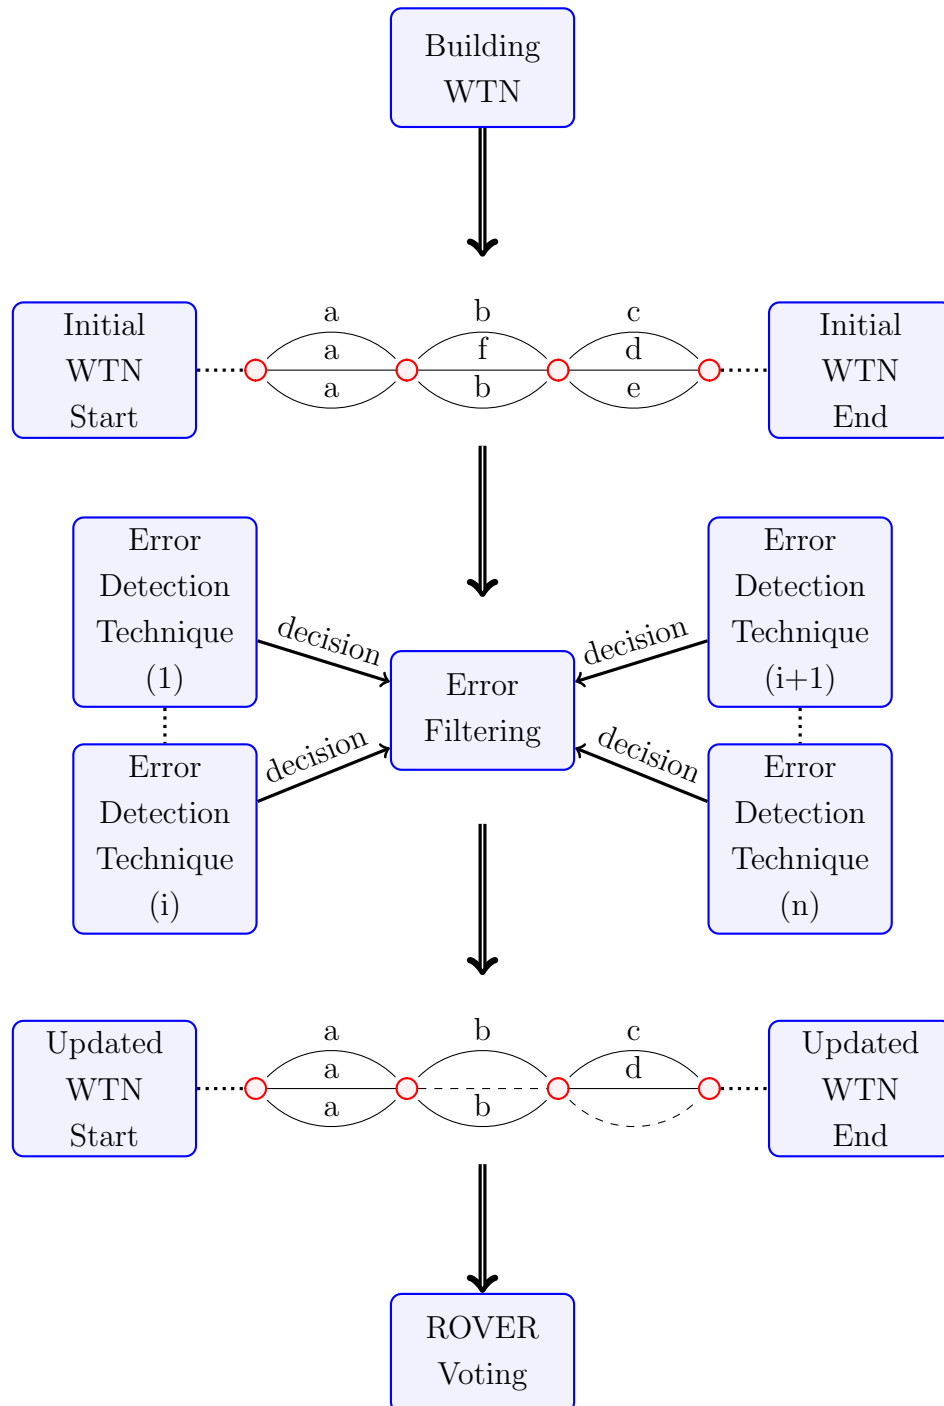 Building
WTN
a
b
c
Initial
WTN
Start
a
f
d
a
b
e
Initial
WTN
End
Error
Detection
Technique
(1)
decision
decision
Error
Detection
Technique
(i+1)
Error
Filtering
Error
Detection
Technique
(i)
decision
decision
Error
Detection
Technique
(n)
a
b
c
Updated
WTN
Start
a
d
a
b
Updated
WTN
End
ROVER
Voting